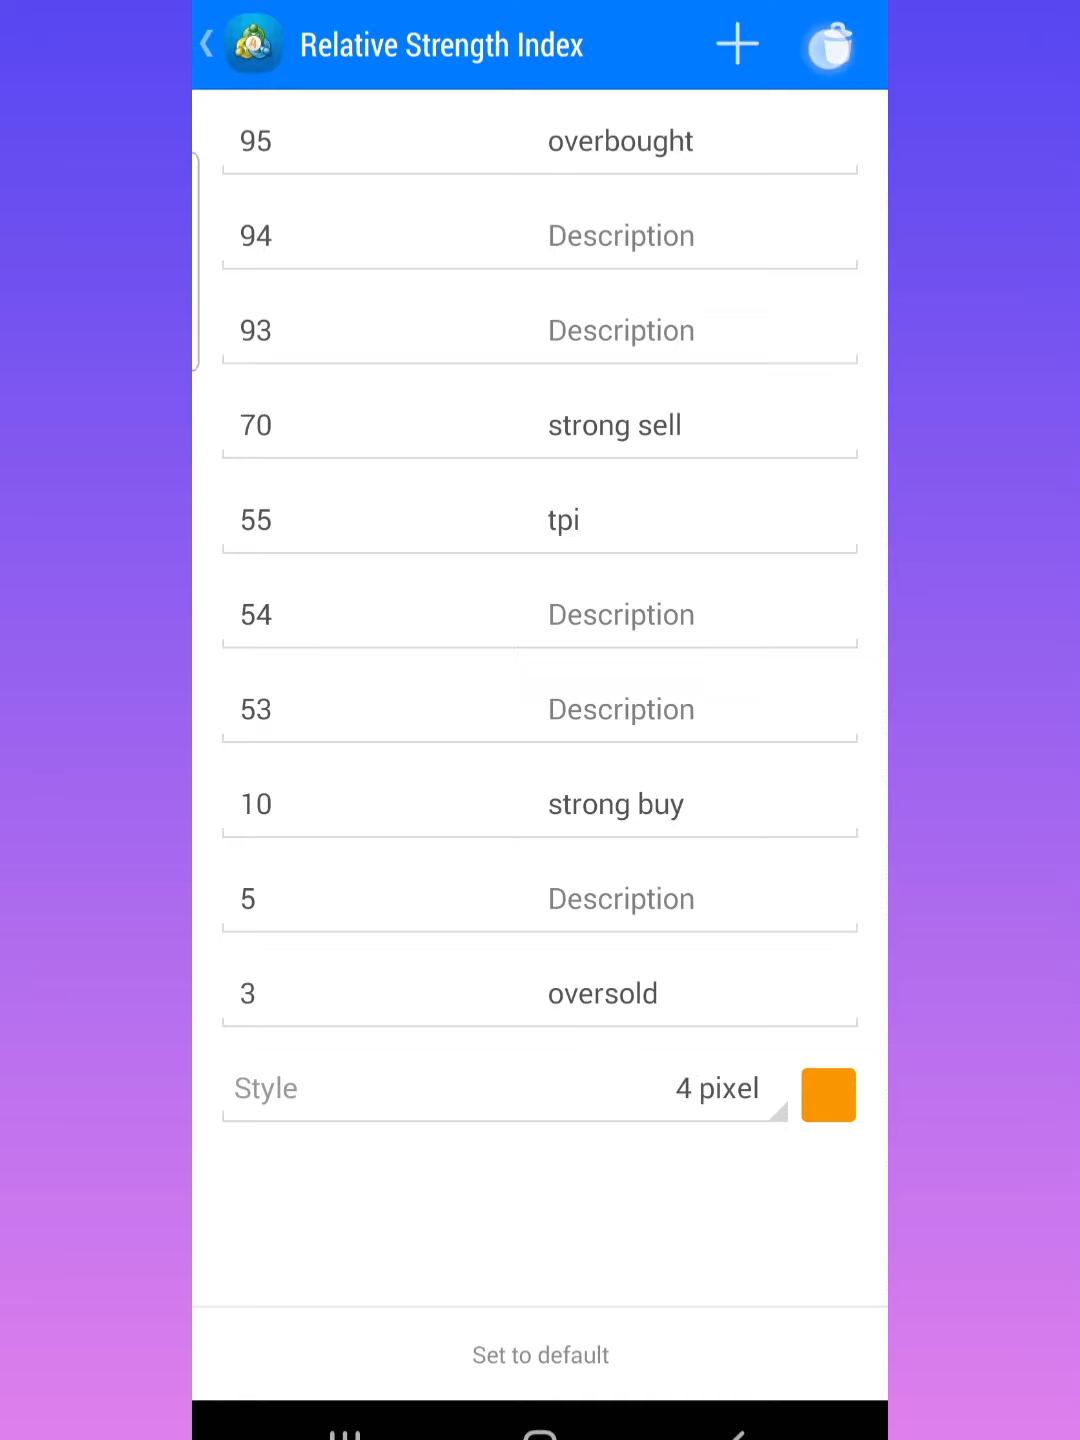 Relative Strength Index
95 overbought
94 Description
93 Description
70 strong sell
55 tpi
54 Description
53 Description
10 strong buy
5 Description
3 oversold
Style 4 pixel
Set to default